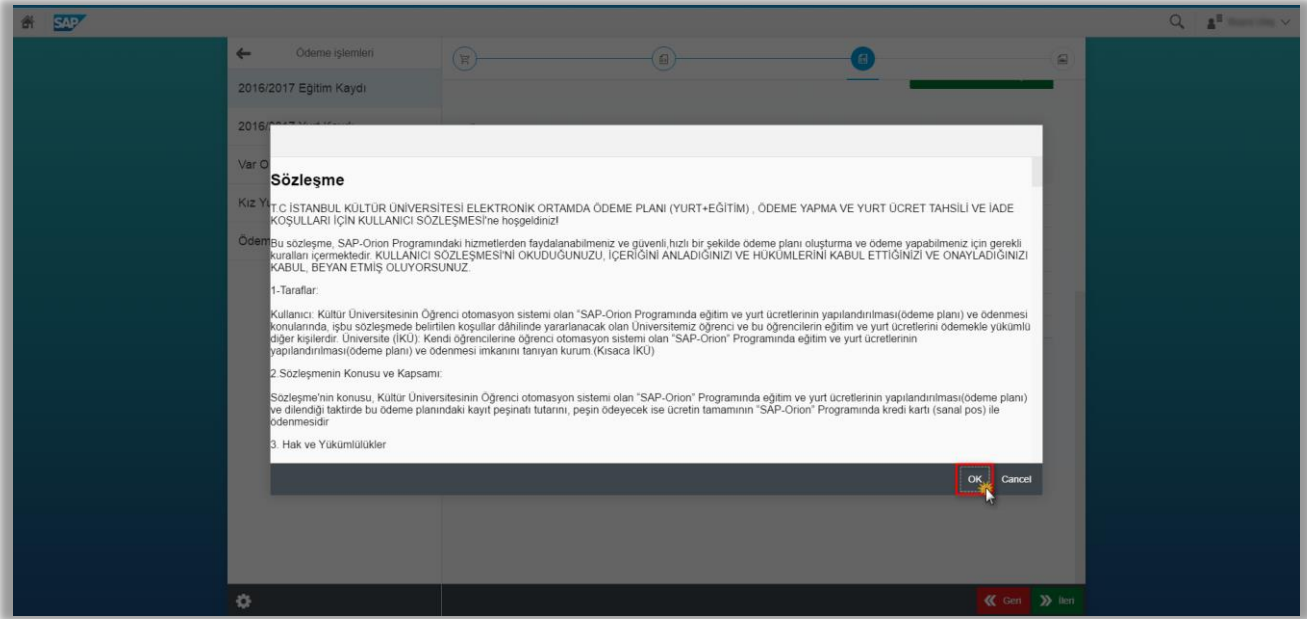 SAP
Ödeme işlemleri
2016/2017 Eğitim Kaydı
2016/2017 Yurt Kaydı
Var O
Kız Yu
Ödem
Sözleşme
T.C İSTANBUL KÜLTÜR ÜNİVERSİTESİ ELEKTRONİK ORTAMDA ÖDEME PLANI (YURT+EĞİTİM) , ÖDEME YAPMA VE YURT ÜCRET TAHSİLİ VE İADE
KOŞULLARI İÇİN KULLANICI SÖZLEŞMESİ'ne hoşgeldiniz!
Bu sözleşme, SAP-Orion Programındaki hizmetlerden faydalanabilmeniz ve güvenli,hızlı bir şekilde ödeme planı oluşturma ve ödeme yapabilmeniz için gerekli
kuralları içermektedir. KULLANICI SÖZLEŞMESİ'Nİ OKUDUĞUNUZU, İÇERİĞİNİ ANLADIĞINIZI VE HÜKÜMLERİNİ KABUL ETTİĞİNİZİ VE ONAYLADIĞINIZI
KABUL, BEYAN ETMİŞ OLUYORSUNUZ.
1-Taraflar:
Kullanıcı: Kültür Üniversitesinin Öğrenci otomasyon sistemi olan “SAP-Orion Programında eğitim ve yurt ücretlerinin yapılandırılması(ödeme planı) ve ödenmesi
konularında, işbu sözleşmede belirtilen koşullar dâhilinde yararlanacak olan Üniversitemiz öğrenci ve bu öğrencilerin eğitim ve yurt ücretlerini ödemekle yükümlü
diğer kişilerdir. Üniversite (İKÜ): Kendi öğrencilerine öğrenci otomasyon sistemi olan “SAP-Orion” Programında eğitim ve yurt ücretlerinin
yapılandırılması(ödeme planı) ve ödenmesi imkanını tanıyan kurum.(Kısaca İKÜ)
2.Sözleşmenin Konusu ve Kapsamı:
Sözleşme'nin konusu, Kültür Üniversitesinin Öğrenci otomasyon sistemi olan “SAP-Orion” Programında eğitim ve yurt ücretlerinin yapılandırılması(ödeme planı)
ve dilendiği taktirde bu ödeme planındaki kayıt peşinatı tutarını, peşin ödeyecek ise ücretin tamamının “SAP-Orion” Programında kredi kartı (sanal pos) ile
ödenmesidir
3. Hak ve Yükümlülükler
OK Cancel
Geri İleri